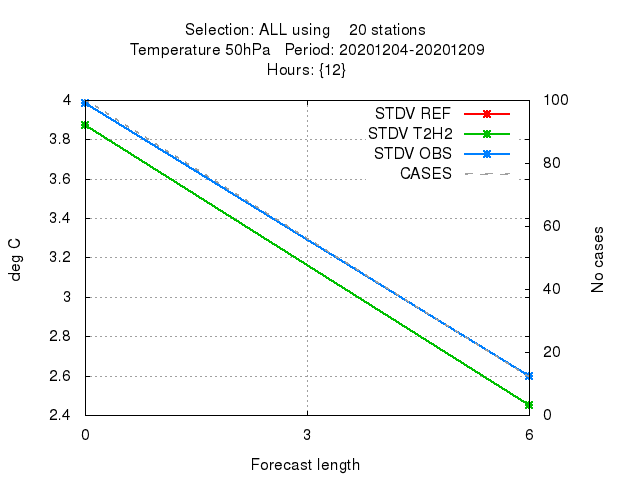 Selection: ALL using 20 stations
Temperature 50hPa Period: 20201204-20201209
Hours: {12}
4
3.8
3.6
3.4
3.2
3
2.8
2.6
2.4
deg C
STDV REF
STDV T2H2
STDV OBS
CASES
100
80
60
40
20
0
No cases
0 3 6
Forecast length